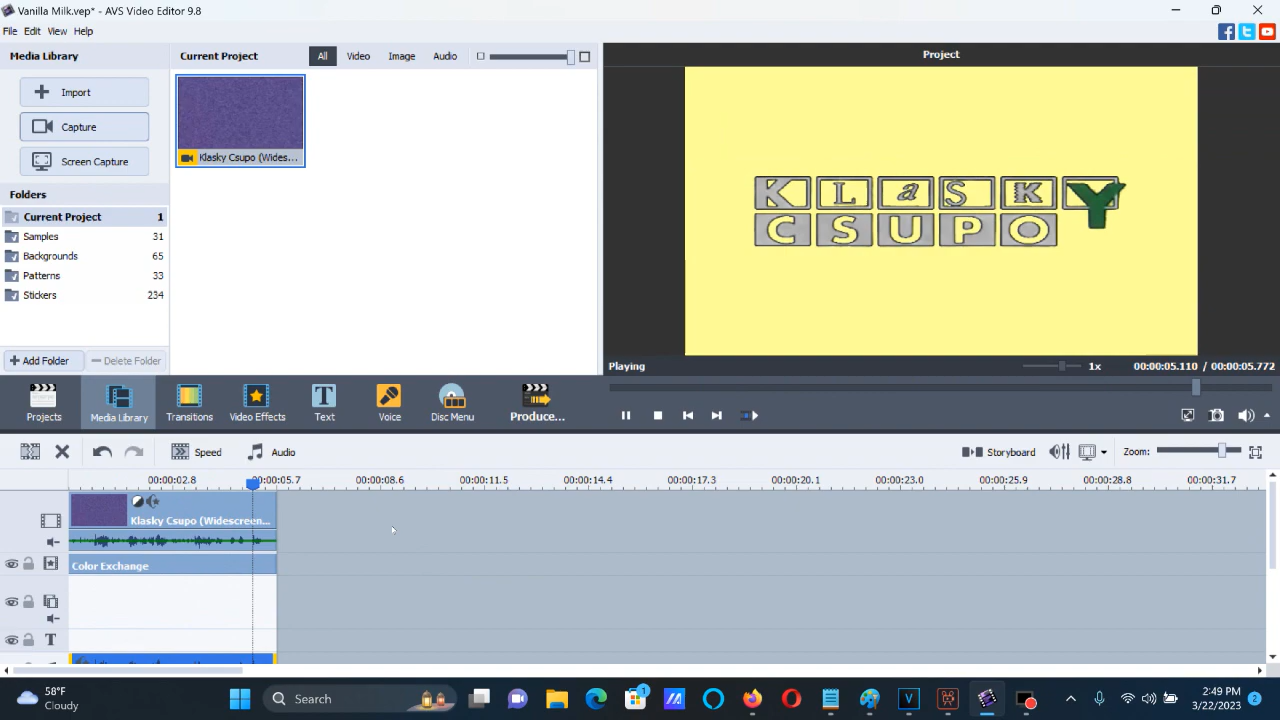 Vanilla Milk.vep* - AVS Video Editor 9.8
File Edit View Help
Media Library
Current Project
All Video Image Audio
Project
Import
Capture
Screen Capture
Klasky Csupo (Wides...
Folders
Current Project 1
Samples 31
Backgrounds 65
Patterns 33
Stickers 234
Add Folder
Delete Folder
KLaSKY
CSUPO
Playing
1x
00:00:05.110 / 00:00:05.772
Projects
Media Library
Transitions
Video Effects
Text
Voice
Disc Menu
Produce...
Speed
Audio
Storyboard
Zoom:
00:00:02.8 00:00:05.7 00:00:08.6 00:00:11.5 00:00:14.4 00:00:17.3 00:00:20.1 00:00:23.0 00:00:25.9 00:00:28.8 00:00:31.7
Klasky Csupo (Widescreen...
Color Exchange
T
58°F
Cloudy
Search
1
V
2:49 PM
3/22/2023
2